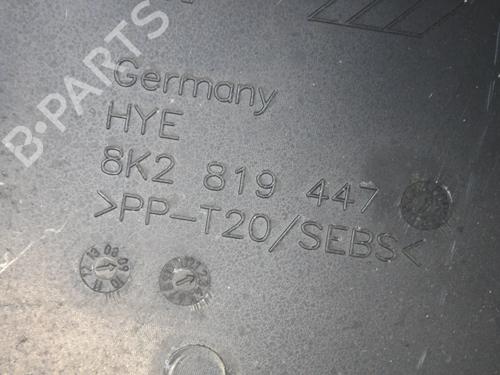 B-PARTS
Germany
HYE
8K2 819 447
>PP-T20/SEBS<